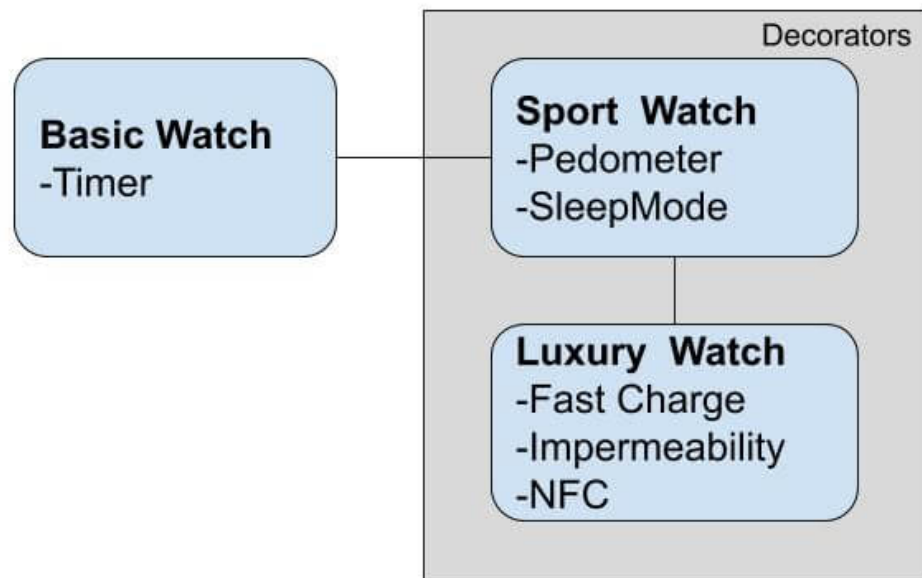 Decorators
Basic Watch
-Timer
Sport Watch
-Pedometer
-SleepMode
Luxury Watch
-Fast Charge
-Impermeability
-NFC